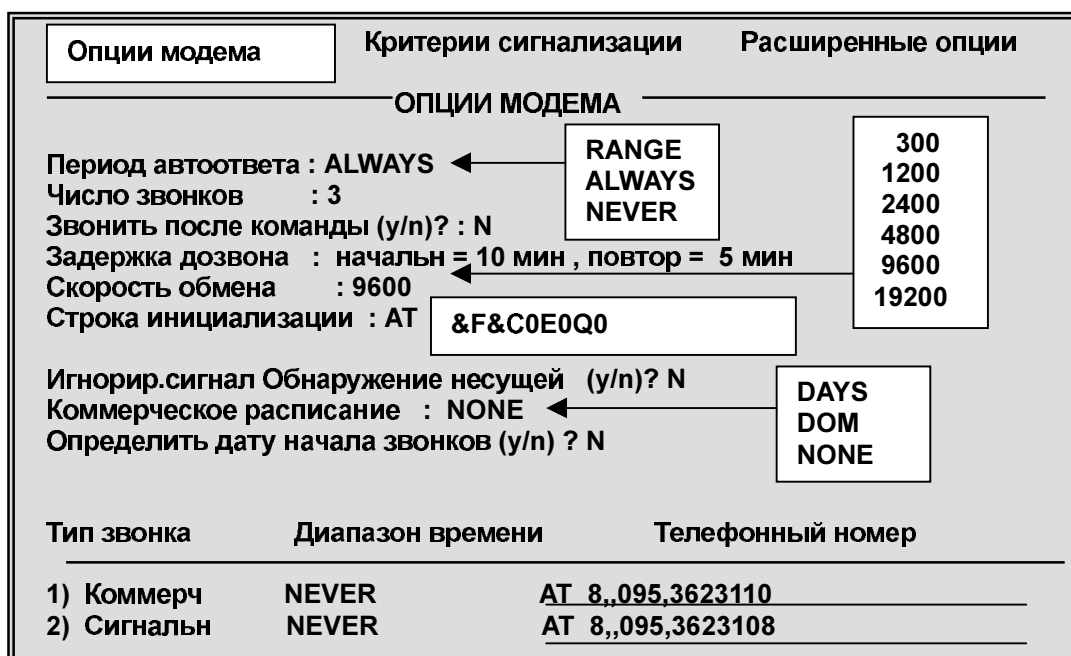 Опции модема Критерии сигнализации Расширенные опции
ОПЦИИ МОДЕМА
Период автоответа : ALWAYS
Число звонков : 3
Звонить после команды (y/n)? : N
Задержка дозвона : начальн = 10 мин , повтор = 5 мин
Скорость обмена : 9600
Строка инициализации : AT &F&C0E0Q0
RANGE
ALWAYS
NEVER
300
1200
2400
4800
9600
19200
Игнорир.сигнал Обнаружение несущей (y/n)? N
Коммерческое расписание : NONE
Определить дату начала звонков (y/n) ? N
DAYS
DOM
NONE
Тип звонка Диапазон времени Телефонный номер
1) Коммерч NEVER AT 8,,095,3623110
2) Сигнальн NEVER AT 8,,095,3623108